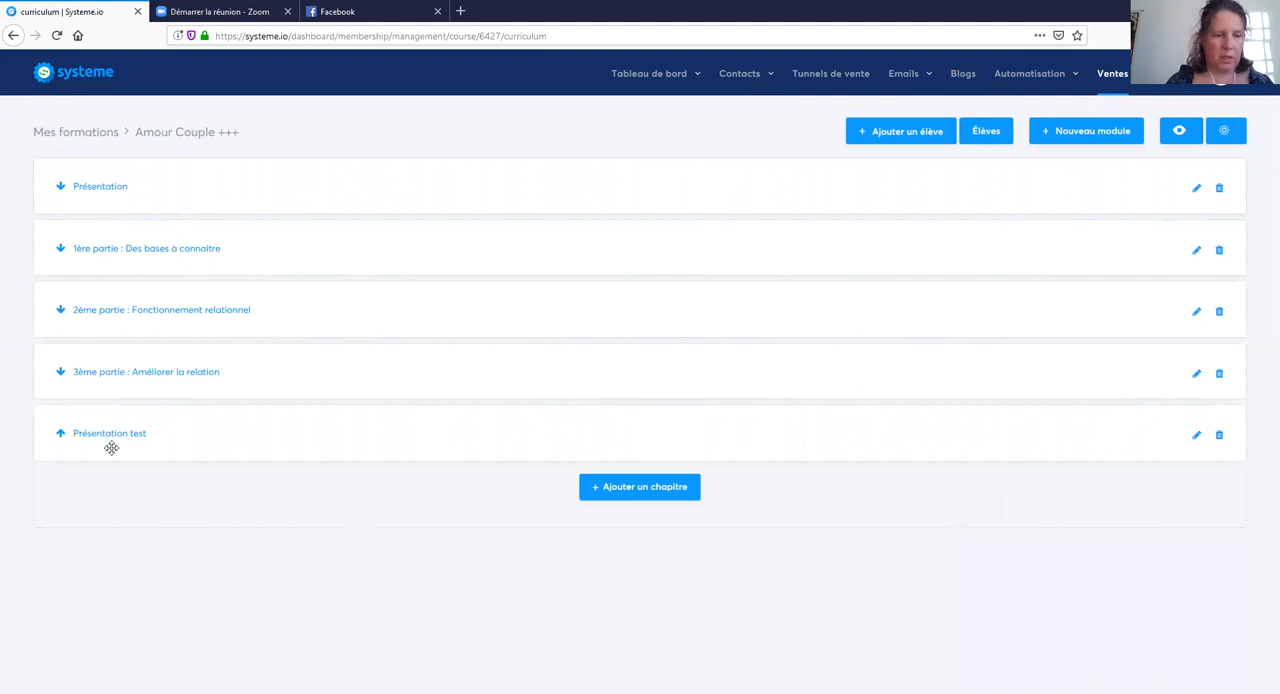 curriculum | Systeme.io
Démarrer la réunion - Zoom
Facebook
https://systeme.io/dashboard/membership/management/course/6427/curriculum
systeme
Tableau de bord
Contacts
Tunnels de vente
Emails
Blogs
Automatisation
Ventes
Mes formations > Amour Couple +++
+ Ajouter un élève
Élèves
+ Nouveau module
Présentation
1ère partie : Des bases à connaitre
2ème partie : Fonctionnement relationnel
3ème partie : Améliorer la relation
Présentation test
+ Ajouter un chapitre